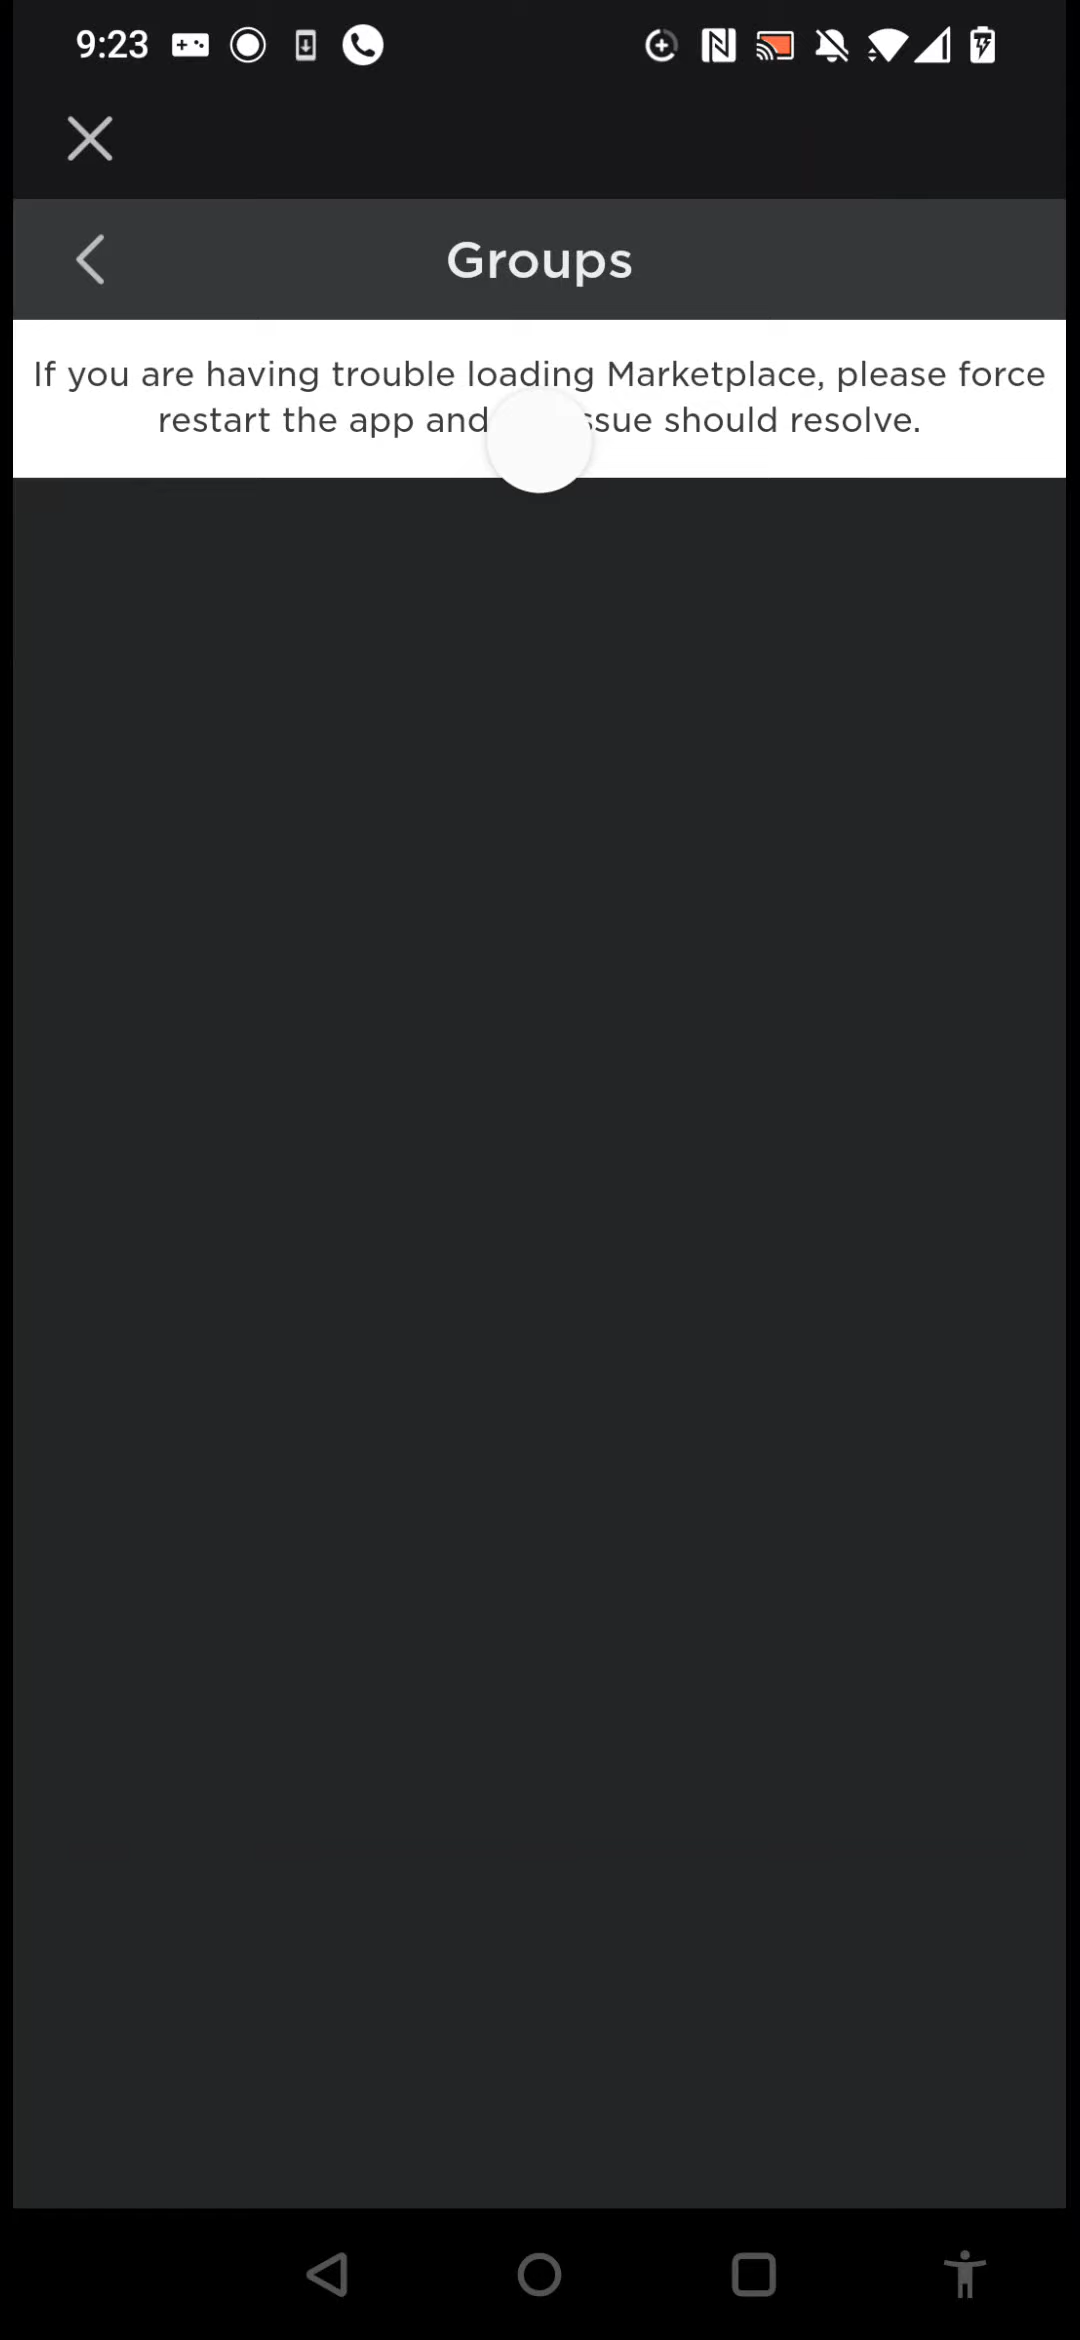 9:23
Groups
If you are having trouble loading Marketplace, please force
restart the app and ssue should resolve.